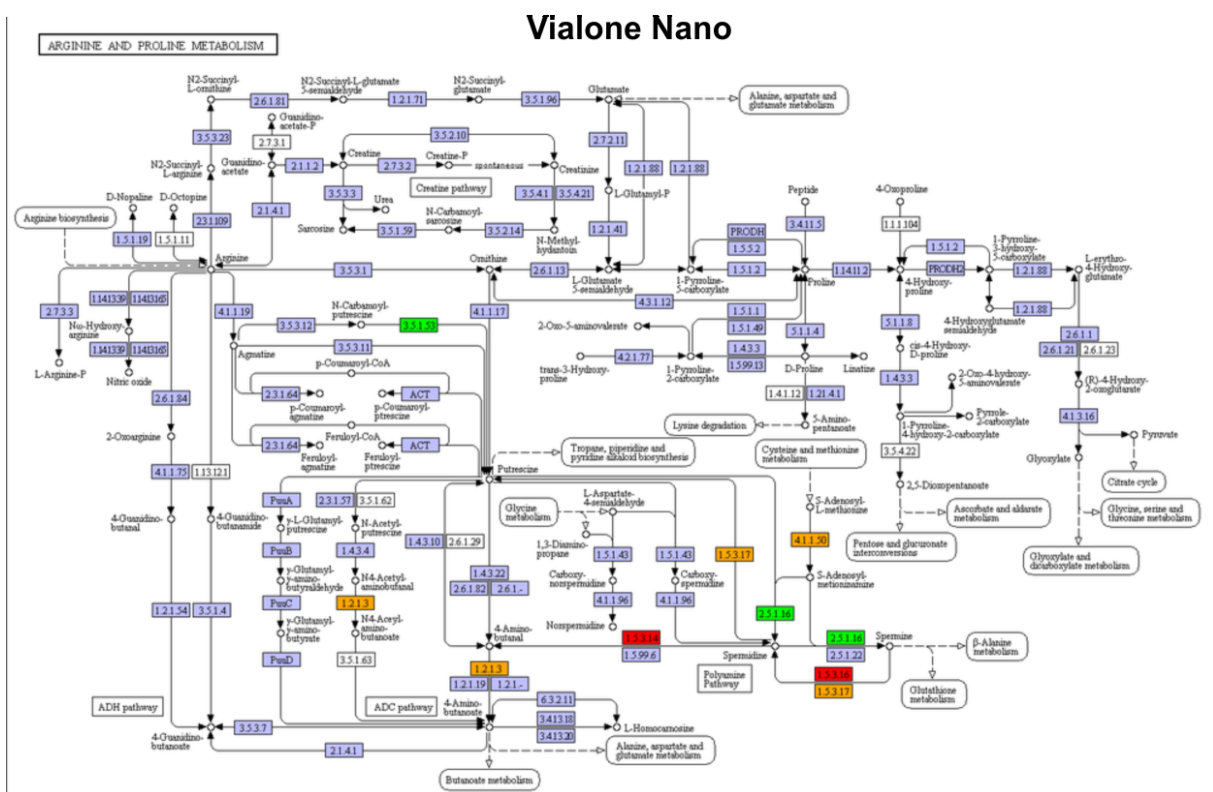 Vialone Nano
ARGININE AND PROLINE METABOLISM
N2-Succinyl-
L-ornithine
2.6.1.81
N2-Succinyl-L-glutamate
5-semialdehyde
1.2.1.71
N2-Succinyl
glutamate
3.5.1.96
Glutamate
Alanine, aspartate and
glutamate metabolism
Guanidino-
acetate-P
2.7.3.1
3.5.3.23
3.5.2.10
2.7.2.11
N2-Succinyl-
L-arginine
Guanidino-
acetate
2.1.1.2
Creatine
2.7.3.2
Creatine-P
spontaneous
Creatinine
1.2.1.88
1.2.1.88
Creatine pathway
3.5.3.3
Urea
3.5.4.1
3.5.4.21
L-Glutamyl-P
Peptide
4-Oxoproline
D-Nopaline
D-Octopine
Arginine biosynthesis
2.3.1.109
2.1.4.1
Sarcosine
3.5.1.59
N-Carbamoyl-
sarcosine
3.5.2.14
N-Methyl-
hydantoin
1.2.1.41
3.4.11.5
1.1.1.104
1.5.1.19
1.5.1.11
PRODH
1.5.5.2
1.5.1.2
1-Pyrroline-
3-hydroxy-
5-carboxylate
Arginine
3.5.3.1
Ornithine
2.6.1.13
L-Glutamate
5-semialdehyde
1-Pyrroline-
5-carboxylate
1.5.1.2
Proline
1.14.11.2
4-Hydroxy-
proline
PRODH2
1.2.1.88
L-erythro-
4-Hydroxy-
glutamate
4.3.1.12
2.7.3.3
1.14.13.39
1.14.13.165
Nω-Hydroxy-
arginine
1.14.13.39
1.14.13.165
Nitric oxide
L-Arginine-P
4.1.1.19
N-Carbamoyl-
putrescine
3.5.3.12
3.5.1.53
4.1.1.17
Agmatine
3.5.3.11
2-Oxo-5-aminovalerate
1.5.1.1
1.5.1.49
5.1.1.4
5.1.1.8
1.2.1.88
4-Hydroxyglutamate
semialdehyde
2.6.1.1
2.6.1.21
2.6.1.23
trans-3-Hydroxy-
proline
4.2.1.77
1-Pyrroline-
2-carboxylate
1.4.3.3
1.5.99.13
D-Proline
Linatine
cis-4-Hydroxy-
D-proline
1.4.3.3
2-Oxo-4-hydroxy-
5-aminovalerate
(R)-4-Hydroxy-
2-oxoglutarate
p-Coumaroyl-CoA
2.3.1.64
p-Coumaroyl-
agmatine
p-Coumaroyl-
ptrescine
ACT
1.4.1.12
1.21.4.1
Pyrrole-
2-carboxylate
2.6.1.84
2-Oxoarginine
2.3.1.64
Feruloyl-CoA
Feruloyl-
agmatine
Feruloyl-
ptrescine
ACT
Lysine degradation
5-Amino-
pentanoate
1-Pyrroline-
4-hydroxy-2-carboxylate
4.1.3.16
Pyruvate
Glyoxylate
Citrate cycle
Tropane, piperidine and
pyridine alkaloid biosynthesis
Cysteine and methionine
metabolism
3.5.4.22
4.1.1.75
1.13.12.1
Putrescine
2,5-Dioxopentanoate
PuuA
2.3.1.57
3.5.1.62
Glycine
metabolism
L-Aspartate-
4-semialdehyde
S-Adenosyl-
L-methionine
Ascorbate and aldarate
metabolism
Glycine, serine and
threonine metabolism
4-Guanidino-
butanal
4-Guanidino-
butanamide
γ-L-Glutamyl-
putrescine
N-Acetyl-
putrescine
1.4.3.10
2.6.1.29
1,3-Diamino-
propane
1.5.1.43
1.5.1.43
1.5.3.17
4.1.1.50
Pentose and glucuronate
interconversions
Glyoxylate and
dicarboxylate metabolism
PuuB
1.4.3.4
γ-Glutamyl-
γ-amino-
butyraldehyde
N4-Acetyl-
aminobutanal
1.4.3.22
2.6.1.82
2.6.1.-
Carboxy-
norspermidine
Carboxy-
spermidine
S-Adenosyl-
metioninamine
1.2.1.54
3.5.1.4
PuuC
1.2.1.3
4.1.1.96
4.1.1.96
2.5.1.16
γ-Glutamyl-
γ-amino-
butyrate
N4-Aceyl-
amino-
butanoate
4-Amino-
butanal
Norspermidine
1.5.3.14
1.5.99.6
Spermidine
2.5.1.16
2.5.1.22
Spermine
β-Alanine
metabolism
PuuD
3.5.1.63
1.2.1.3
1.2.1.19
1.2.1.-
Polyamine
Pathway
1.5.3.16
1.5.3.17
Glutathione
metabolism
ADH pathway
ADC pathway
4-Amino-
butanoate
6.3.2.11
3.4.13.18
3.4.13.20
L-Homocarnosine
4-Guanidino-
butanoate
3.5.3.7
2.1.4.1
Alanine, aspartate and
glutamate metabolism
Butanoate metabolism